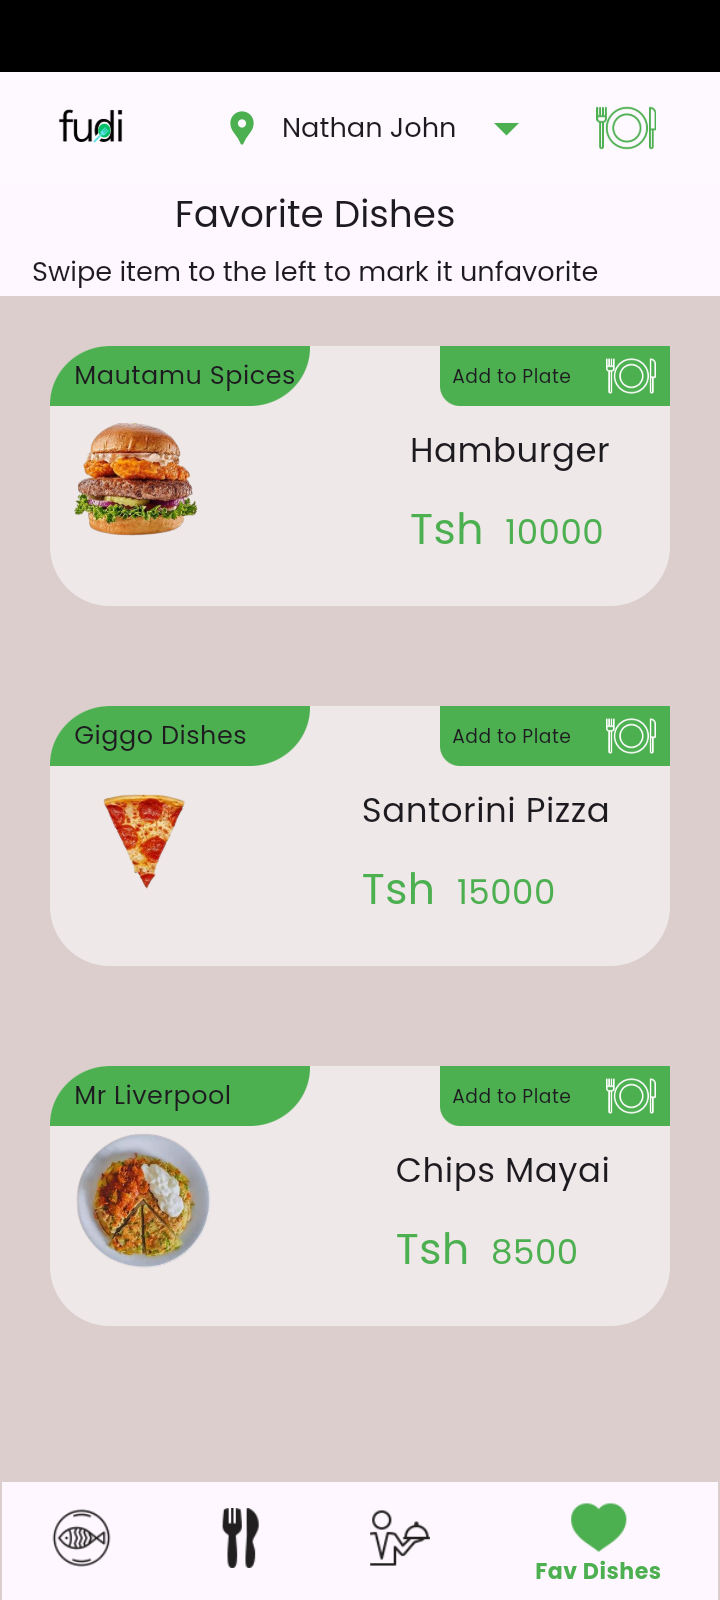 fudi
Nathan John
Favorite Dishes
Swipe item to the left to mark it unfavorite
Mautamu Spices
Add to Plate
Hamburger
Tsh 10000
Giggo Dishes
Add to Plate
Santorini Pizza
Tsh 15000
Mr Liverpool
Add to Plate
Chips Mayai
Tsh 8500
Fav Dishes